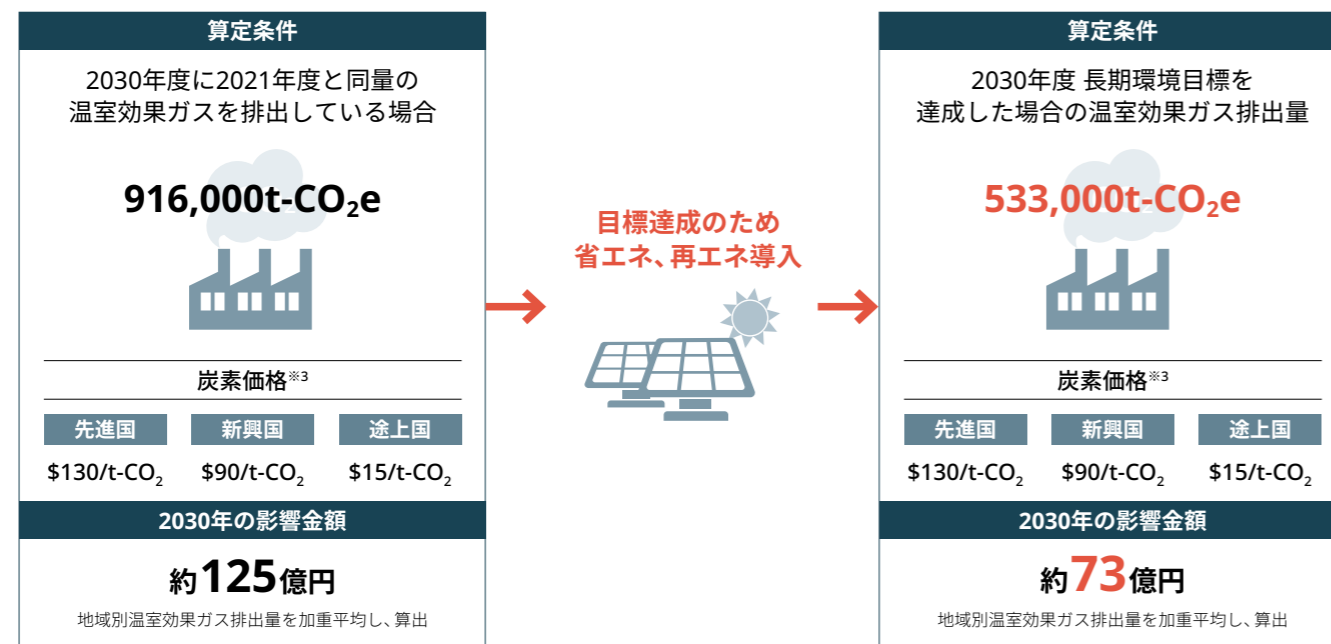 算定条件
2030年度に2021年度と同量の
温室効果ガスを排出している場合
916,000t-CO₂e
炭素価格※3
先進国 新興国 途上国
$130/t-CO₂ $90/t-CO₂ $15/t-CO₂
2030年の影響金額
約125億円
地域別温室効果ガス排出量を加重平均し、算出
目標達成のため
省エネ、再エネ導入
算定条件
2030年度 長期環境目標を
達成した場合の温室効果ガス排出量
533,000t-CO₂e
炭素価格※3
先進国 新興国 途上国
$130/t-CO₂ $90/t-CO₂ $15/t-CO₂
2030年の影響金額
約73億円
地域別温室効果ガス排出量を加重平均し、算出